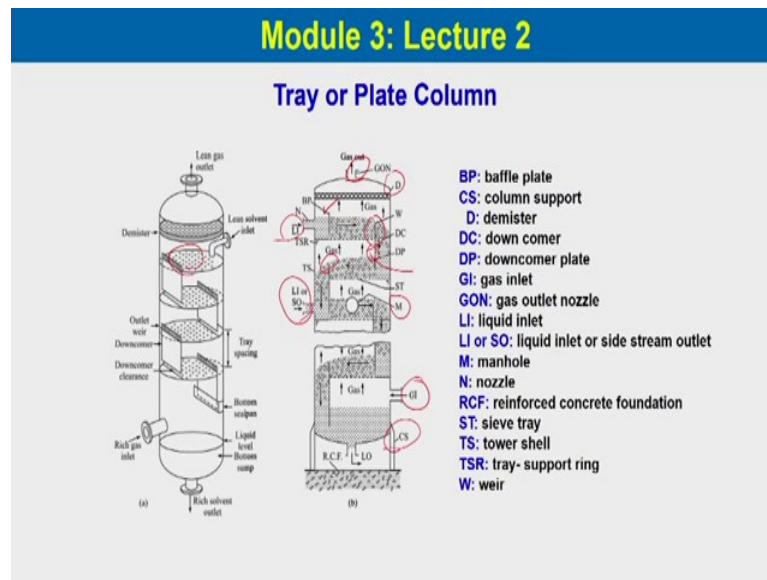 Module 3: Lecture 2
Tray or Plate Column
Lean gas
outlet
Lean solvent
inlet
Demister
Outlet
weir
Downcomer
Downcomer
clearance
Tray
spacing
Bottom
sealpan
Rich gas
inlet
Liquid
level
Bottom
sump
Rich solvent
outlet
(a)
Gas out
GON
D
BP
Gas
N
W
LI
DC
TSR
Gas
DP
TS
ST
LI or
SO
Gas
M
Gas
Gas
GI
CS
R.C.F.
LO
(b)
BP: baffle plate
CS: column support
D: demister
DC: down comer
DP: downcomer plate
GI: gas inlet
GON: gas outlet nozzle
LI: liquid inlet
LI or SO: liquid inlet or side stream outlet
M: manhole
N: nozzle
RCF: reinforced concrete foundation
ST: sieve tray
TS: tower shell
TSR: tray- support ring
W: weir